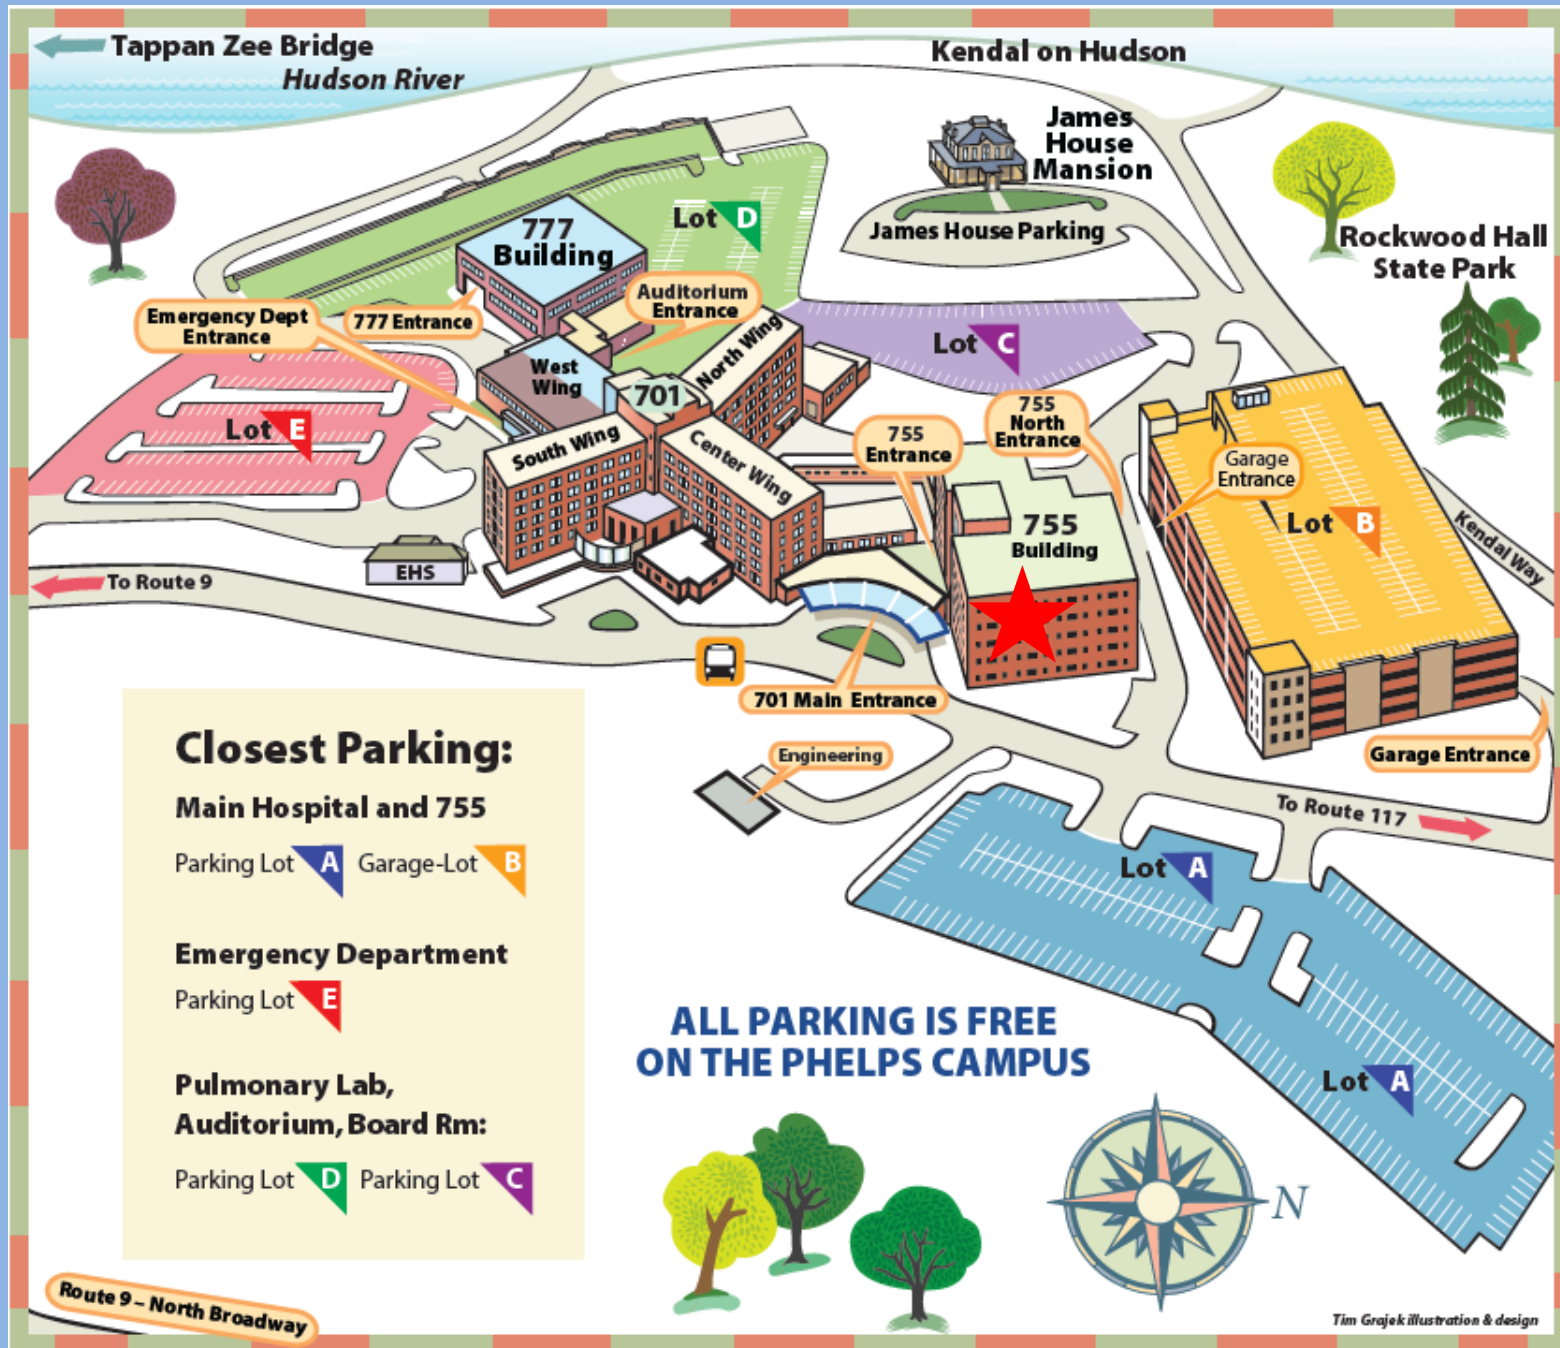 Tappan Zee Bridge
Hudson River
Kendal on Hudson
James
House
Mansion
James House Parking
Rockwood Hall
State Park
777
Building
Lot D
Auditorium
Entrance
Emergency Dept
Entrance
777 Entrance
West
Wing
701
North Wing
Lot C
Lot E
South Wing
Center Wing
755
Entrance
755
North
Entrance
Garage
Entrance
Lot B
Kendal Way
755
Building
EHS
To Route 9
701 Main Entrance
Engineering
Garage Entrance
To Route 117
Lot A
Lot A
Closest Parking:
Main Hospital and 755
Parking Lot A Garage-Lot B
Emergency Department
Parking Lot E
Pulmonary Lab,
Auditorium, Board Rm:
Parking Lot D Parking Lot C
ALL PARKING IS FREE
ON THE PHELPS CAMPUS
N
Route 9 – North Broadway
Tim Grajek illustration & design